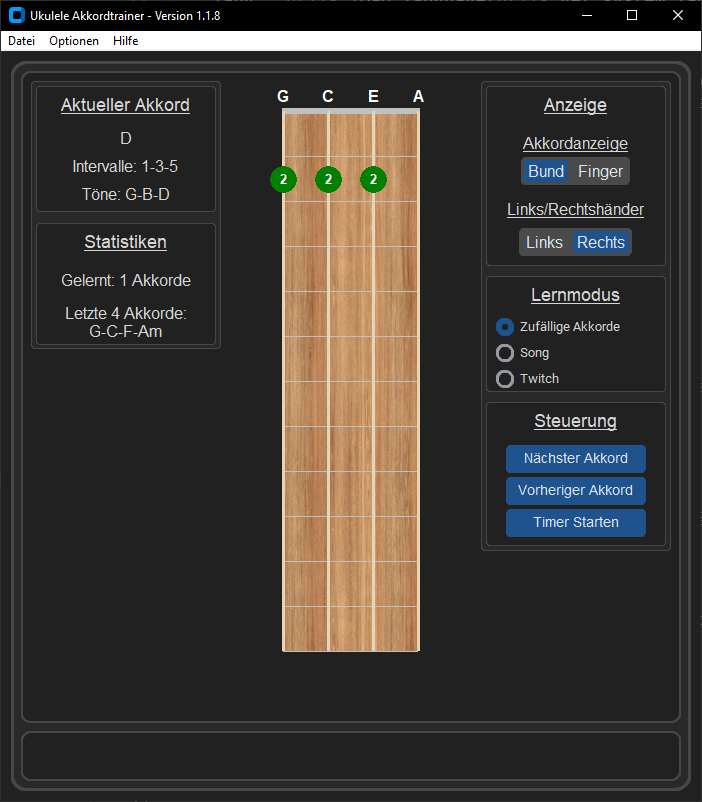 Ukulele Akkordtrainer - Version 1.1.8
Datei Optionen Hilfe
Aktueller Akkord
D
Intervalle: 1-3-5
Töne: G-B-D
Statistiken
Gelernt: 1 Akkorde
Letzte 4 Akkorde:
G-C-F-Am
G C E A
2 2 2
Anzeige
Akkordanzeige
Bund Finger
Links/Rechtshänder
Links Rechts
Lernmodus
Zufällige Akkorde
Song
Twitch
Steuerung
Nächster Akkord
Vorheriger Akkord
Timer Starten